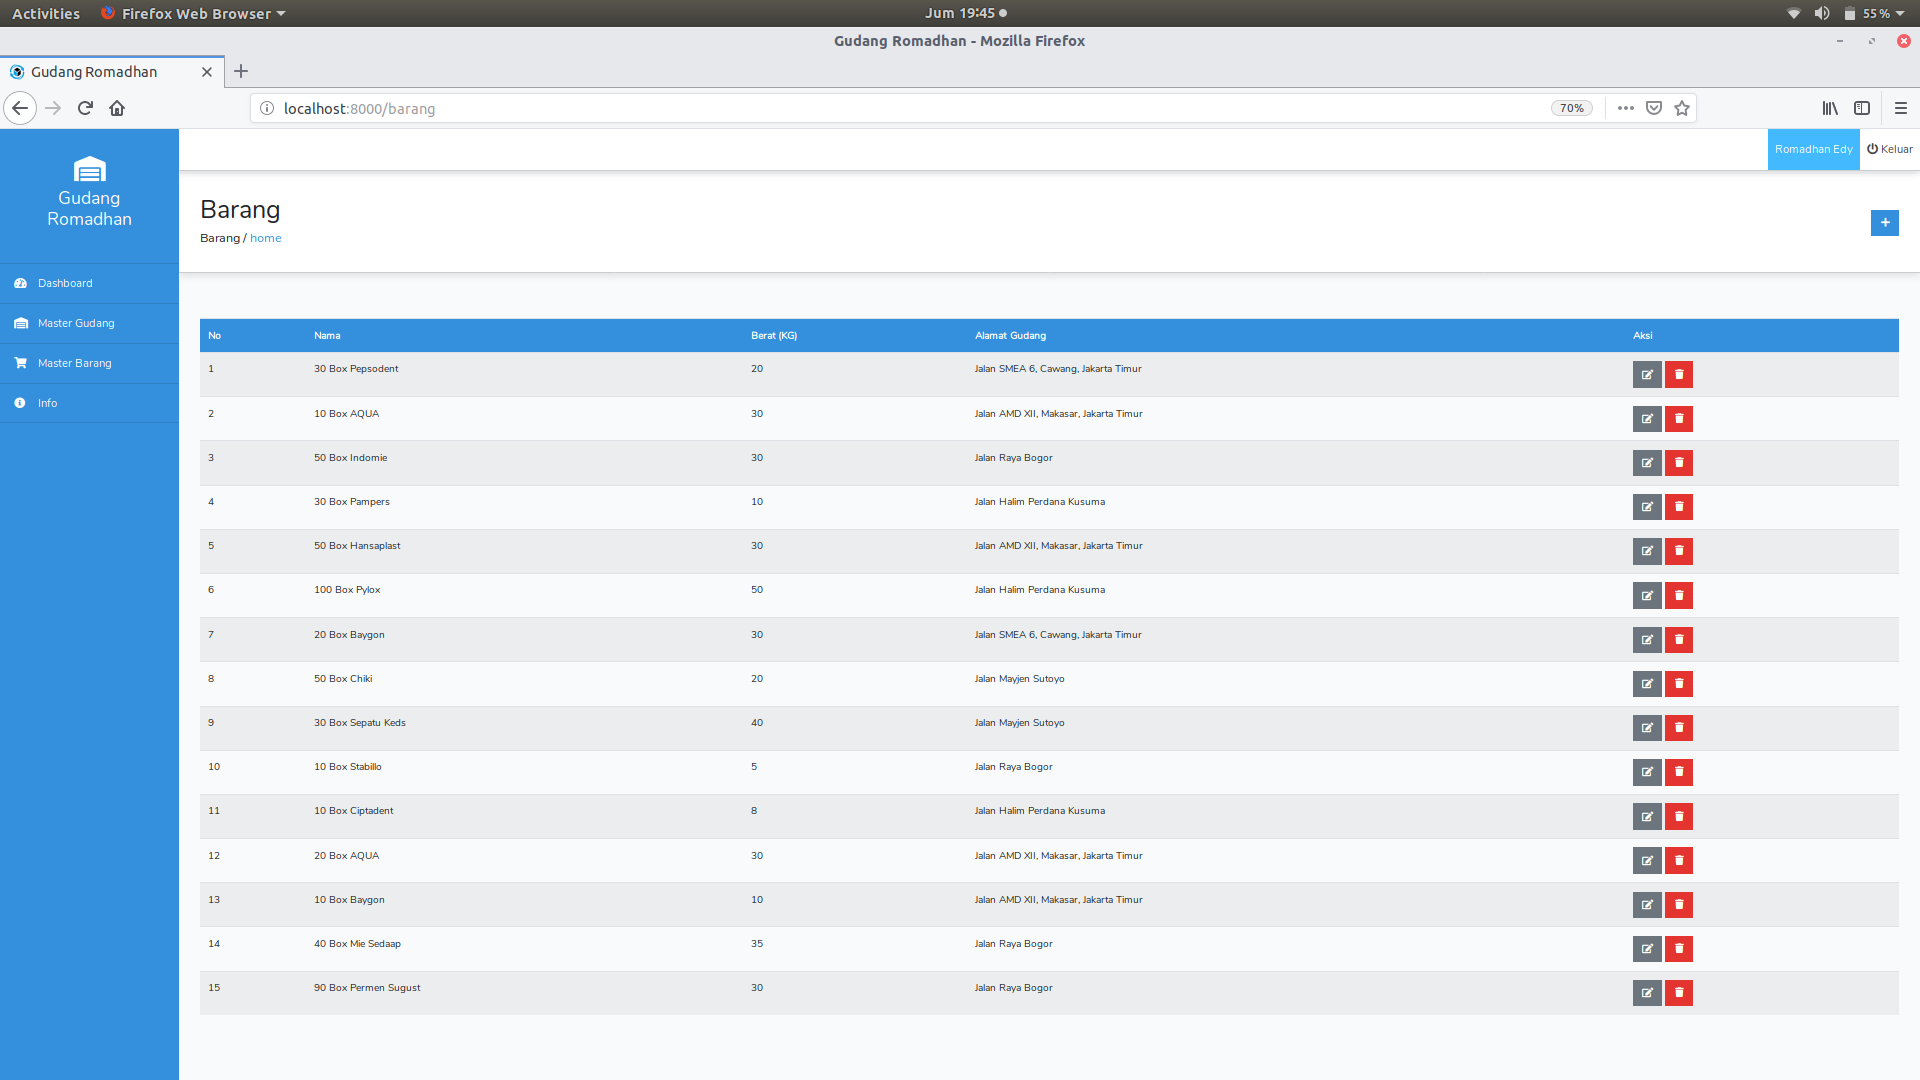 Activities Firefox Web Browser Jum 19:45 55 %
Gudang Romadhan - Mozilla Firefox
Gudang Romadhan
localhost:8000/barang 70%
Romadhan Edy Keluar
Gudang
Romadhan
Dashboard
Master Gudang
Master Barang
Info
Barang
Barang / home
No Nama Berat (KG) Alamat Gudang Aksi
1 30 Box Pepsodent 20 Jalan SMEA 6, Cawang, Jakarta Timur
2 10 Box AQUA 30 Jalan AMD XII, Makasar, Jakarta Timur
3 50 Box Indomie 30 Jalan Raya Bogor
4 30 Box Pampers 10 Jalan Halim Perdana Kusuma
5 50 Box Hansaplast 30 Jalan AMD XII, Makasar, Jakarta Timur
6 100 Box Pylox 50 Jalan Halim Perdana Kusuma
7 20 Box Baygon 30 Jalan SMEA 6, Cawang, Jakarta Timur
8 50 Box Chiki 20 Jalan Mayjen Sutoyo
9 30 Box Sepatu Keds 40 Jalan Mayjen Sutoyo
10 10 Box Stabillo 5 Jalan Raya Bogor
11 10 Box Ciptadent 8 Jalan Halim Perdana Kusuma
12 20 Box AQUA 30 Jalan AMD XII, Makasar, Jakarta Timur
13 10 Box Baygon 10 Jalan AMD XII, Makasar, Jakarta Timur
14 40 Box Mie Sedaap 35 Jalan Raya Bogor
15 90 Box Permen Sugust 30 Jalan Raya Bogor